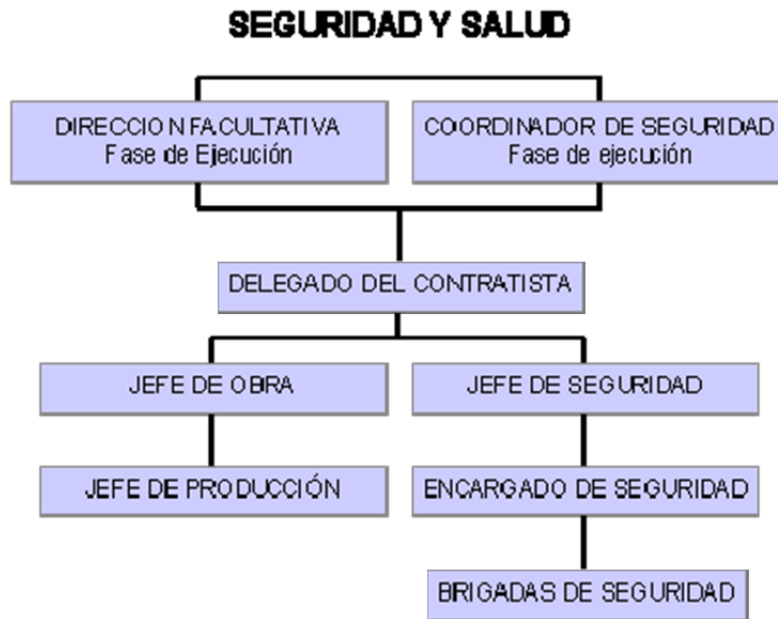 SEGURIDAD Y SALUD
DIRECCION FACULTATIVA
Fase de Ejecución
COORDINADOR DE SEGURIDAD
Fase de ejecución
DELEGADO DEL CONTRATISTA
JEFE DE OBRA
JEFE DE SEGURIDAD
JEFE DE PRODUCCIÓN
ENCARGADO DE SEGURIDAD
BRIGADAS DE SEGURIDAD